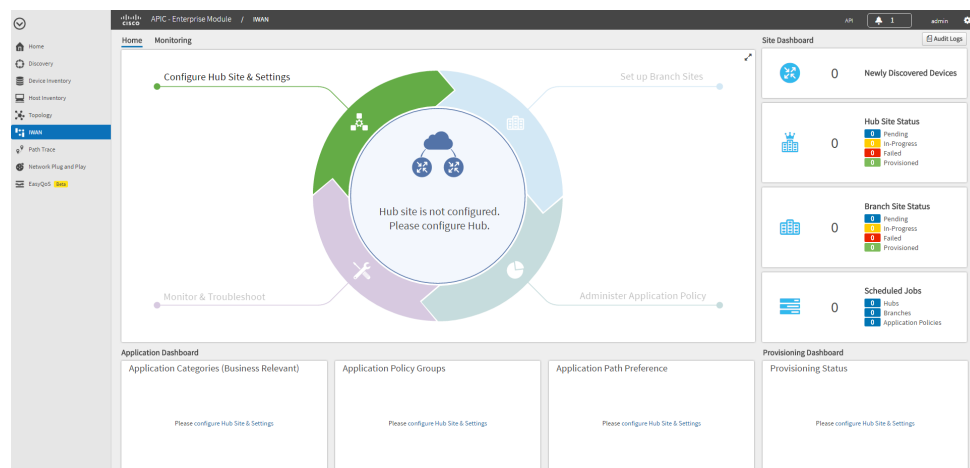 cisco APIC - Enterprise Module / IWAN
API 1 admin
Home
Discovery
Device Inventory
Host Inventory
Topology
IWAN
Path Trace
Network Plug and Play
EasyQoS Beta
Home Monitoring
Configure Hub Site & Settings
Set up Branch Sites
Hub site is not configured.
Please configure Hub.
Monitor & Troubleshoot
Administer Application Policy
Site Dashboard
Audit Logs
0 Newly Discovered Devices
0
Hub Site Status
0 Pending
0 In-Progress
0 Failed
0 Provisioned
0
Branch Site Status
0 Pending
0 In-Progress
0 Failed
0 Provisioned
0
Scheduled Jobs
0 Hubs
0 Branches
0 Application Policies
Application Dashboard
Application Categories (Business Relevant)
Please configure Hub Site & Settings
Application Policy Groups
Please configure Hub Site & Settings
Application Path Preference
Please configure Hub Site & Settings
Provisioning Dashboard
Provisioning Status
Please configure Hub Site & Settings